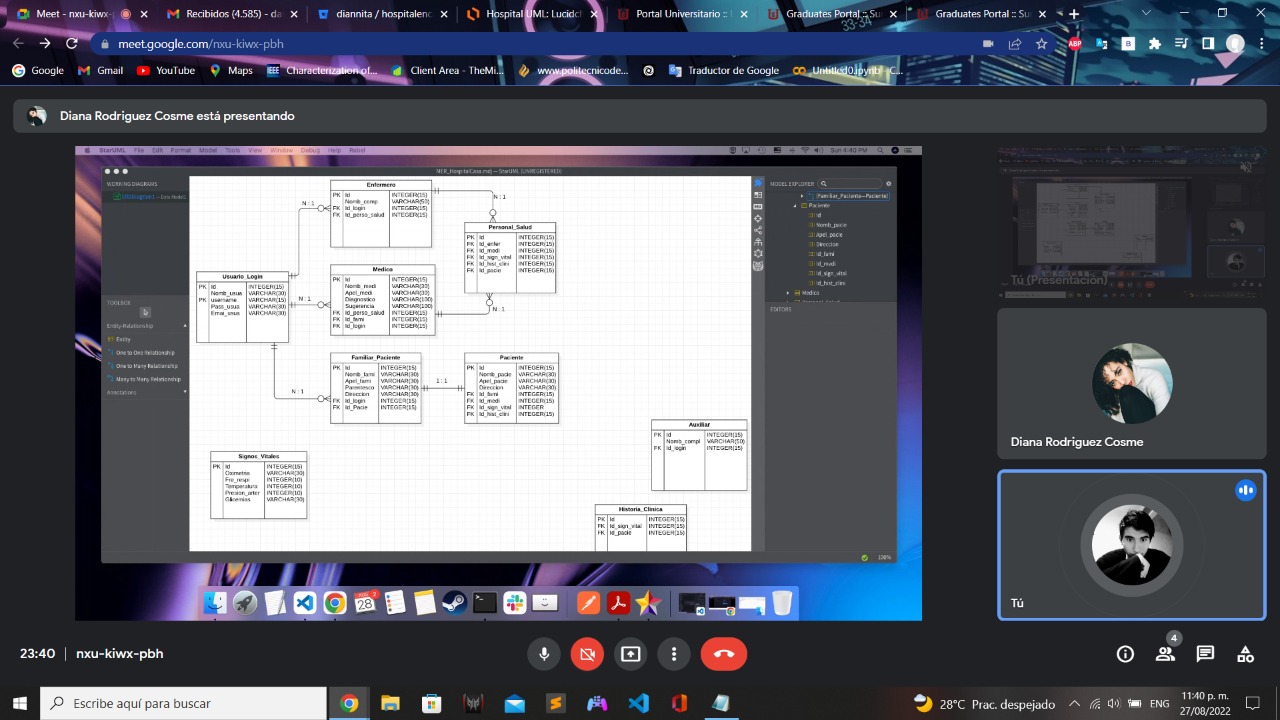 Meet - nxu-kiwx-p
Recibidos (4.585) - da
diannita / hospitalenc
Hospital UML: Lucidch
Portal Universitario ::
Graduates Portal :: Su
Graduates Portal :: Su
meet.google.com/nxu-kiwx-pbh
Google
Gmail
YouTube
Maps
Characterization of...
Client Area - TheMi...
www.politecnicode...
Traductor de Google
Untitled0.ipynb - C...
Diana Rodriguez Cosme está presentando
StarUML File Edit Format Model Tools View Window Debug Help Rebel
Sun 4:40 PM
MER_HospitalCasa.mdj — StarUML (UNREGISTERED)
WORKING DIAGRAMS
TOOLBOX
Entity-Relationship
Entity
One to One Relationship
One to Many Relationship
Many to Many Relationship
Annotations
Enfermero
PK Id INTEGER(15)
Nomb_comp VARCHAR(50)
FK Id_login INTEGER(15)
FK Id_perso_salud INTEGER(15)
N : 1
N : 1
Personal_Salud
PK Id INTEGER(15)
FK Id_enfer INTEGER(15)
FK Id_medi INTEGER(15)
FK Id_sign_vital INTEGER(15)
FK Id_hist_clini INTEGER(15)
FK Id_pacie INTEGER(15)
Usuario_Login
PK Id INTEGER(15)
Nomb_usua VARCHAR(30)
PK username VARCHAR(15)
Pass_usua VARCHAR(30)
Emai_usua VARCHAR(30)
N : 1
Medico
PK Id INTEGER(15)
Nomb_medi VARCHAR(30)
Apel_medi VARCHAR(30)
Diagnostico VARCHAR(100)
Sugerencia VARCHAR(100)
FK Id_perso_salud INTEGER(15)
FK Id_fami INTEGER(15)
FK Id_login INTEGER(15)
N : 1
N : 1
Familiar_Paciente
PK Id INTEGER(15)
Nomb_fami VARCHAR(30)
Apel_fami VARCHAR(30)
Parentesco VARCHAR(30)
Direccion VARCHAR(30)
FK Id_login INTEGER(15)
FK Id_Pacie INTEGER(15)
1 : 1
Paciente
PK Id INTEGER(15)
Nomb_pacie VARCHAR(30)
Apel_pacie VARCHAR(30)
Direccion VARCHAR(30)
FK Id_fami INTEGER(15)
FK Id_medi INTEGER(15)
FK Id_sign_vital INTEGER
FK Id_hist_clini INTEGER(15)
Signos_Vitales
PK Id INTEGER(15)
Oximetria VARCHAR(30)
Fre_respi INTEGER(10)
Temperatura INTEGER(10)
Presion_arter INTEGER(10)
Glicemias VARCHAR(30)
Auxiliar
PK Id INTEGER(15)
Nomb_compl VARCHAR(50)
FK Id_login INTEGER(15)
Historia_Clinica
PK Id INTEGER(15)
FK Id_sign_vital INTEGER(15)
FK Id_pacie INTEGER(15)
MODEL EXPLORER
(Familiar_Paciente—Paciente)
Paciente
Id
Nomb_pacie
Apel_pacie
Direccion
Id_fami
Id_medi
Id_sign_vital
Id_hist_clini
Medico
EDITORS
100%
Tú (Presentación)
Diana Rodriguez Cosme
Tú
23:40 | nxu-kiwx-pbh
4
Escribe aquí para buscar
28°C Prac. despejado
ENG
11:40 p. m.
27/08/2022